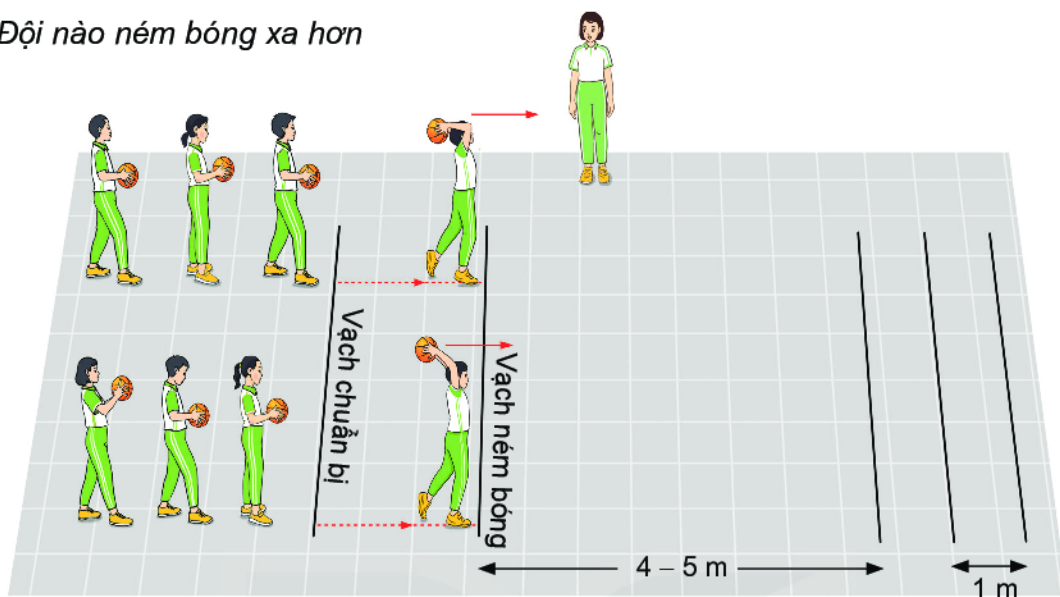 Đội nào ném bóng xa hơn
Vạch chuẩn bị
Vạch ném bóng
4 – 5 m
1 m